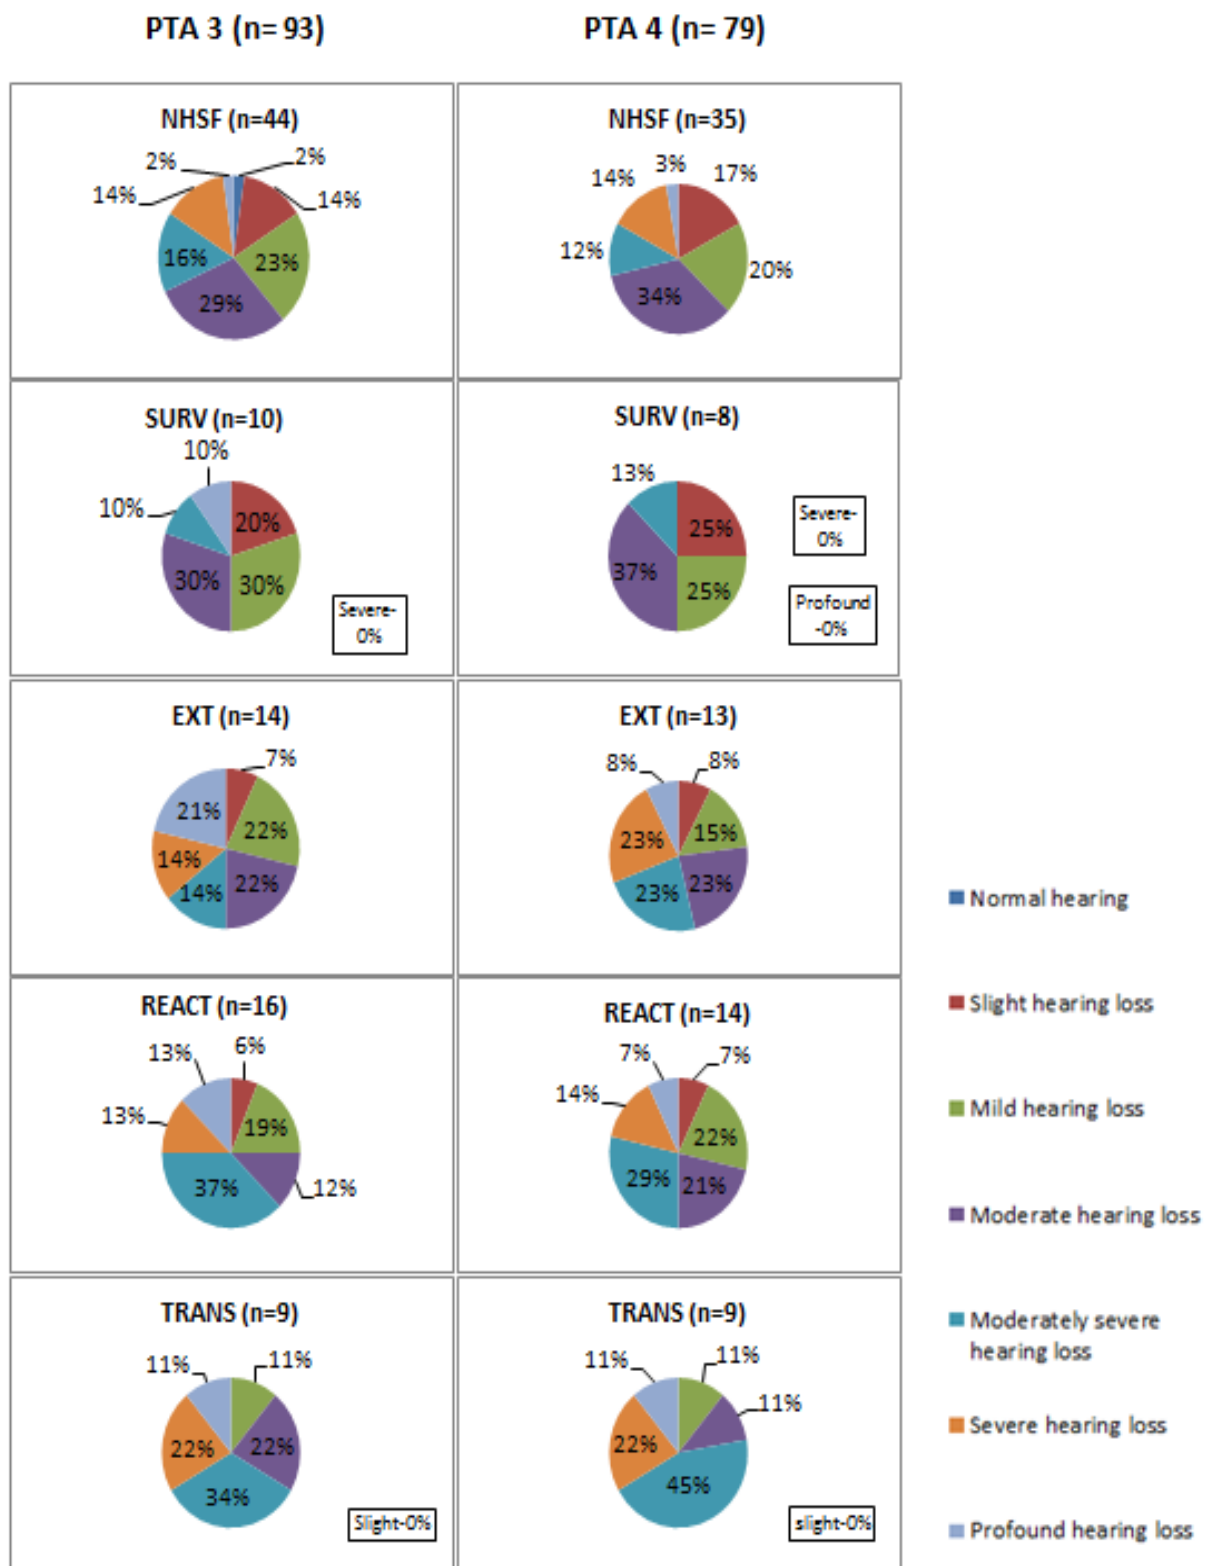 PTA 3 (n= 93)
PTA 4 (n= 79)
NHSF (n=44)
2%
2%
14%
14%
16%
23%
29%
NHSF (n=35)
3%
17%
14%
12%
20%
34%
SURV (n=10)
10%
10%
20%
30%
30%
Severe-
0%
SURV (n=8)
13%
25%
37%
25%
Severe-
0%
Profound
-0%
EXT (n=14)
7%
21%
22%
14%
22%
14%
EXT (n=13)
8%
8%
15%
23%
23%
23%
REACT (n=16)
6%
13%
13%
19%
37%
12%
REACT (n=14)
7%
7%
14%
22%
29%
21%
TRANS (n=9)
11%
11%
22%
22%
34%
Slight-0%
TRANS (n=9)
11%
11%
11%
22%
45%
slight-0%
Normal hearing
Slight hearing loss
Mild hearing loss
Moderate hearing loss
Moderately severe
hearing loss
Severe hearing loss
Profound hearing loss